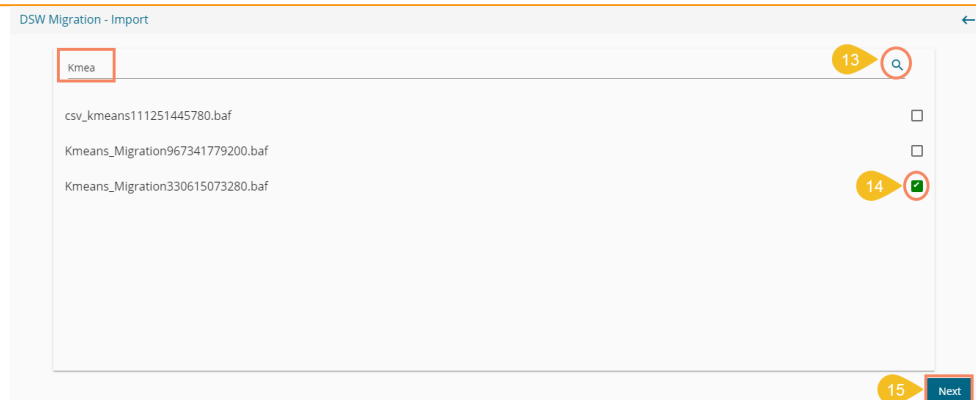 DSW Migration - Import
Kmea
13
csv_kmeans111251445780.baf
Kmeans_Migration967341779200.baf
Kmeans_Migration330615073280.baf
14
15
Next